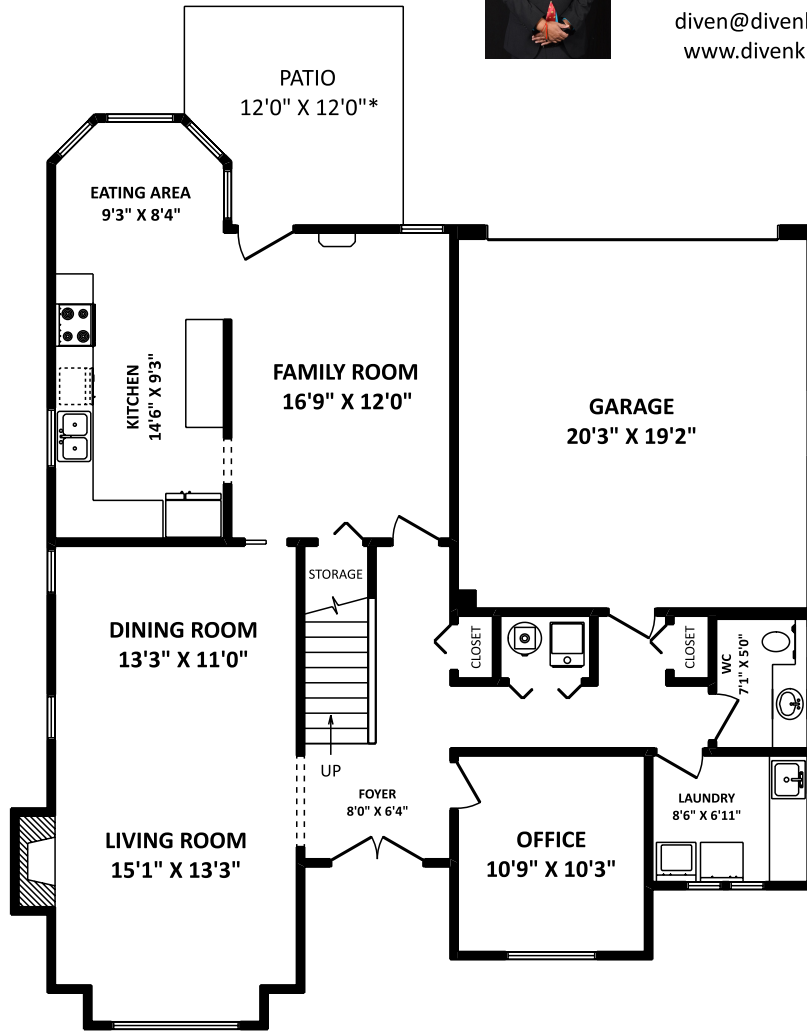 diven@diven
www.divenk
PATIO
12'0" X 12'0"*
EATING AREA
9'3" X 8'4"
KITCHEN
14'6" X 9'3"
FAMILY ROOM
16'9" X 12'0"
GARAGE
20'3" X 19'2"
STORAGE
DINING ROOM
13'3" X 11'0"
CLOSET
CLOSET
WC
7'1" X 5'0"
UP
FOYER
8'0" X 6'4"
LAUNDRY
8'6" X 6'11"
LIVING ROOM
15'1" X 13'3"
OFFICE
10'9" X 10'3"